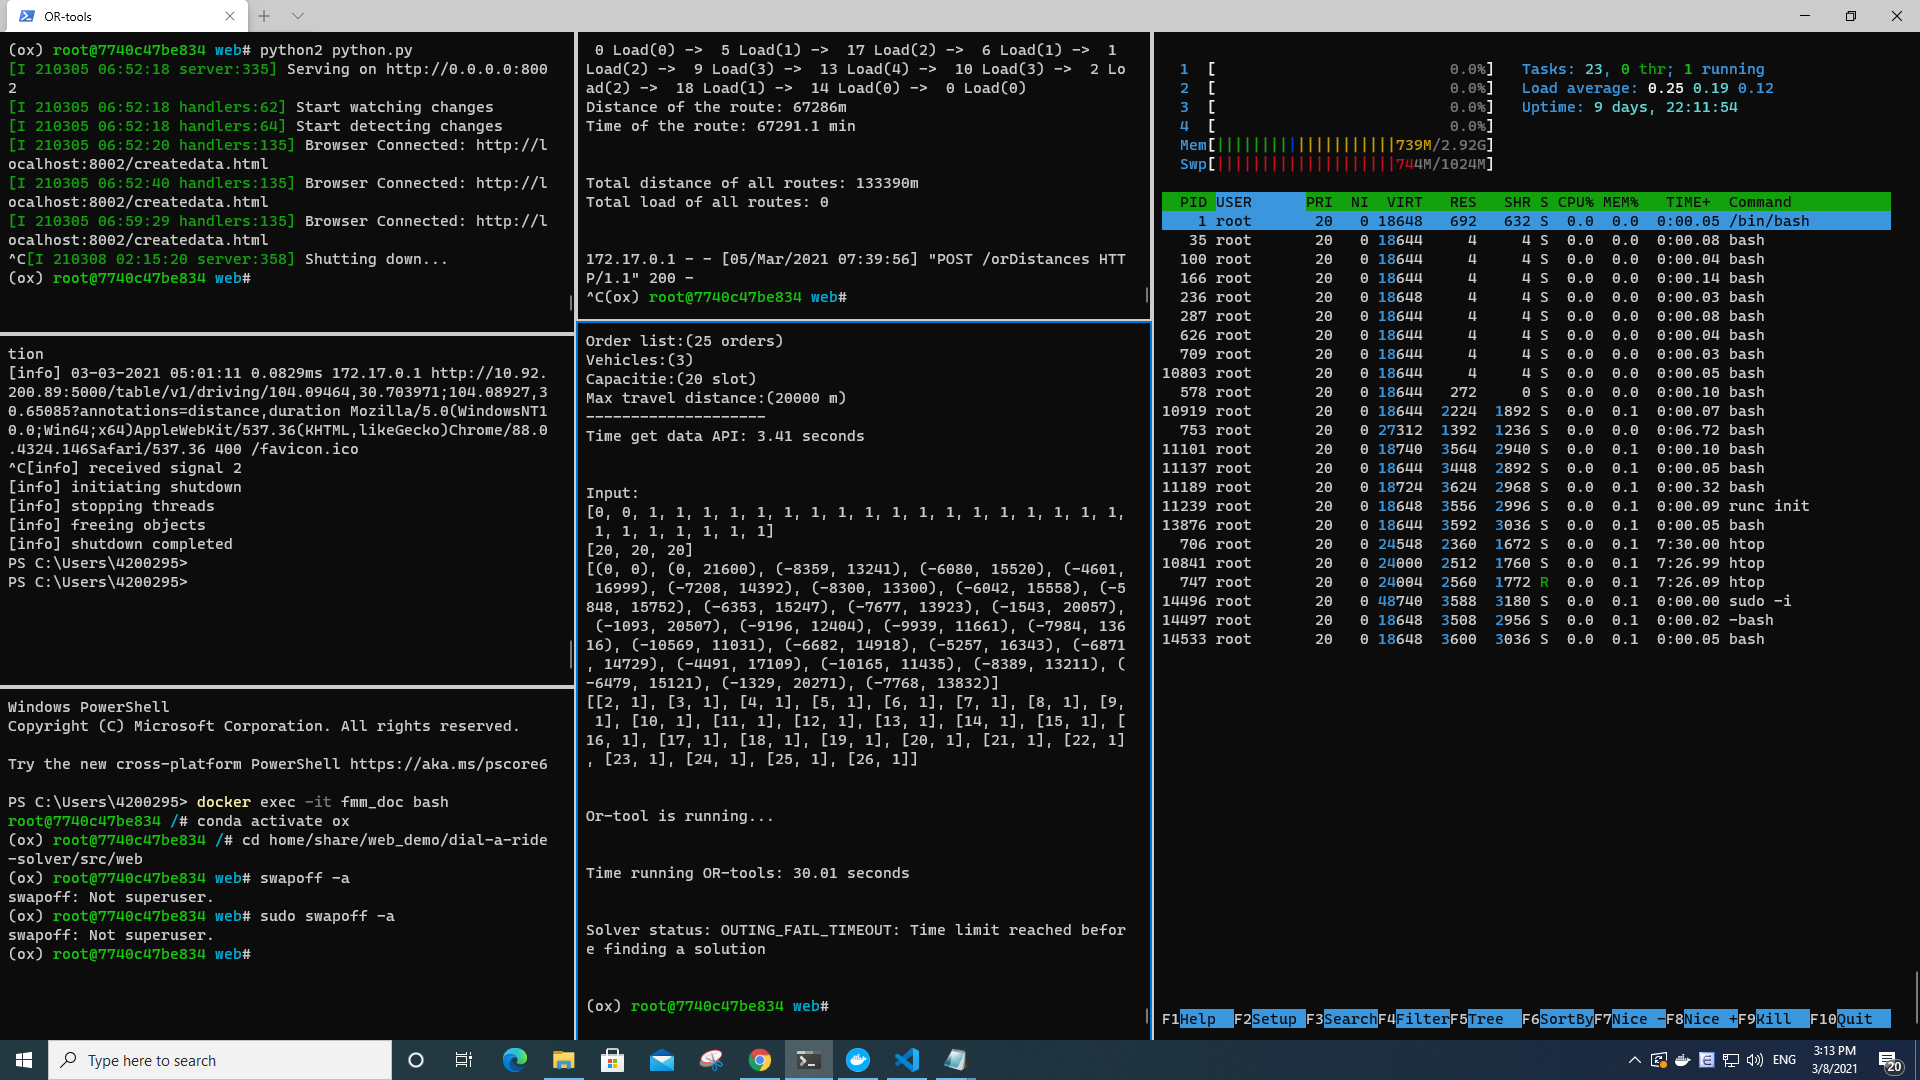 OR-tools
(ox) root@7740c47be834 web# python2 python.py
[I 210305 06:52:18 server:335] Serving on http://0.0.0.0:800
2
[I 210305 06:52:18 handlers:62] Start watching changes
[I 210305 06:52:18 handlers:64] Start detecting changes
[I 210305 06:52:20 handlers:135] Browser Connected: http://l
ocalhost:8002/createdata.html
[I 210305 06:52:40 handlers:135] Browser Connected: http://l
ocalhost:8002/createdata.html
[I 210305 06:59:29 handlers:135] Browser Connected: http://l
ocalhost:8002/createdata.html
^C[I 210308 02:15:20 server:358] Shutting down...
(ox) root@7740c47be834 web#
tion
[info] 03-03-2021 05:01:11 0.0829ms 172.17.0.1 http://10.92.
200.89:5000/table/v1/driving/104.09464,30.703971;104.08927,3
0.65085?annotations=distance,duration Mozilla/5.0(WindowsNT1
0.0;Win64;x64)AppleWebKit/537.36(KHTML,likeGecko)Chrome/88.0
.4324.146Safari/537.36 400 /favicon.ico
^C[info] received signal 2
[info] initiating shutdown
[info] stopping threads
[info] freeing objects
[info] shutdown completed
PS C:\Users\4200295>
PS C:\Users\4200295>
Windows PowerShell
Copyright (C) Microsoft Corporation. All rights reserved.
Try the new cross-platform PowerShell https://aka.ms/pscore6
PS C:\Users\4200295> docker exec -it fmm_doc bash
root@7740c47be834 /# conda activate ox
(ox) root@7740c47be834 /# cd home/share/web_demo/dial-a-ride
-solver/src/web
(ox) root@7740c47be834 web# swapoff -a
swapoff: Not superuser.
(ox) root@7740c47be834 web# sudo swapoff -a
swapoff: Not superuser.
(ox) root@7740c47be834 web#
0 Load(0) ->  5 Load(1) ->  17 Load(2) ->  6 Load(1) ->  1
Load(2) ->  9 Load(3) ->  13 Load(4) ->  10 Load(3) ->  2 Lo
ad(2) ->  18 Load(1) ->  14 Load(0) ->  0 Load(0)
Distance of the route: 67286m
Time of the route: 67291.1 min
Total distance of all routes: 133390m
Total load of all routes: 0
172.17.0.1 - - [05/Mar/2021 07:39:56] "POST /orDistances HTT
P/1.1" 200 -
^C(ox) root@7740c47be834 web#
Order list:(25 orders)
Vehicles:(3)
Capacitie:(20 slot)
Max travel distance:(20000 m)
--------------------
Time get data API: 3.41 seconds
Input:
[0, 0, 1, 1, 1, 1, 1, 1, 1, 1, 1, 1, 1, 1, 1, 1, 1, 1, 1, 1,
1, 1, 1, 1, 1, 1, 1]
[20, 20, 20]
[(0, 0), (0, 21600), (-8359, 13241), (-6080, 15520), (-4601,
16999), (-7208, 14392), (-8300, 13300), (-6042, 15558), (-5
848, 15752), (-6353, 15247), (-7677, 13923), (-1543, 20057),
(-1093, 20507), (-9196, 12404), (-9939, 11661), (-7984, 136
16), (-10569, 11031), (-6682, 14918), (-5257, 16343), (-6871
, 14729), (-4491, 17109), (-10165, 11435), (-8389, 13211), (
-6479, 15121), (-1329, 20271), (-7768, 13832)]
[[2, 1], [3, 1], [4, 1], [5, 1], [6, 1], [7, 1], [8, 1], [9,
1], [10, 1], [11, 1], [12, 1], [13, 1], [14, 1], [15, 1], [
16, 1], [17, 1], [18, 1], [19, 1], [20, 1], [21, 1], [22, 1]
, [23, 1], [24, 1], [25, 1], [26, 1]]
Or-tool is running...
Time running OR-tools: 30.01 seconds
Solver status: OUTING_FAIL_TIMEOUT: Time limit reached befor
e finding a solution
(ox) root@7740c47be834 web#
1 [ 0.0%] Tasks: 23, 0 thr; 1 running
2 [ 0.0%] Load average: 0.25 0.19 0.12
3 [ 0.0%] Uptime: 9 days, 22:11:54
4 [ 0.0%]
Mem[||||||||||||||||||||739M/2.92G]
Swp[||||||||||||||||||||744M/1024M]
PID USER PRI NI VIRT RES SHR S CPU% MEM% TIME+ Command
1 root 20 0 18648 692 632 S 0.0 0.0 0:00.05 /bin/bash
35 root 20 0 18644 4 4 S 0.0 0.0 0:00.08 bash
100 root 20 0 18644 4 4 S 0.0 0.0 0:00.04 bash
166 root 20 0 18644 4 4 S 0.0 0.0 0:00.14 bash
236 root 20 0 18648 4 4 S 0.0 0.0 0:00.03 bash
287 root 20 0 18644 4 4 S 0.0 0.0 0:00.08 bash
626 root 20 0 18644 4 4 S 0.0 0.0 0:00.04 bash
709 root 20 0 18644 4 4 S 0.0 0.0 0:00.03 bash
10803 root 20 0 18644 4 4 S 0.0 0.0 0:00.05 bash
578 root 20 0 18644 272 0 S 0.0 0.0 0:00.10 bash
10919 root 20 0 18644 2224 1892 S 0.0 0.1 0:00.07 bash
753 root 20 0 27312 1392 1236 S 0.0 0.0 0:06.72 bash
11101 root 20 0 18740 3564 2940 S 0.0 0.1 0:00.10 bash
11137 root 20 0 18644 3448 2892 S 0.0 0.1 0:00.05 bash
11189 root 20 0 18724 3624 2968 S 0.0 0.1 0:00.32 bash
11239 root 20 0 18648 3556 2996 S 0.0 0.1 0:00.09 runc init
13876 root 20 0 18644 3592 3036 S 0.0 0.1 0:00.05 bash
706 root 20 0 24548 2360 1672 S 0.0 0.1 7:30.00 htop
10841 root 20 0 24000 2512 1760 S 0.0 0.1 7:26.99 htop
747 root 20 0 24004 2560 1772 R 0.0 0.1 7:26.09 htop
14496 root 20 0 48740 3588 3180 S 0.0 0.1 0:00.00 sudo -i
14497 root 20 0 18648 3508 2956 S 0.0 0.1 0:00.02 -bash
14533 root 20 0 18648 3600 3036 S 0.0 0.1 0:00.05 bash
F1Help F2Setup F3SearchF4FilterF5Tree F6SortByF7Nice -F8Nice +F9Kill F10Quit
Type here to search
ENG
3:13 PM
3/8/2021
20